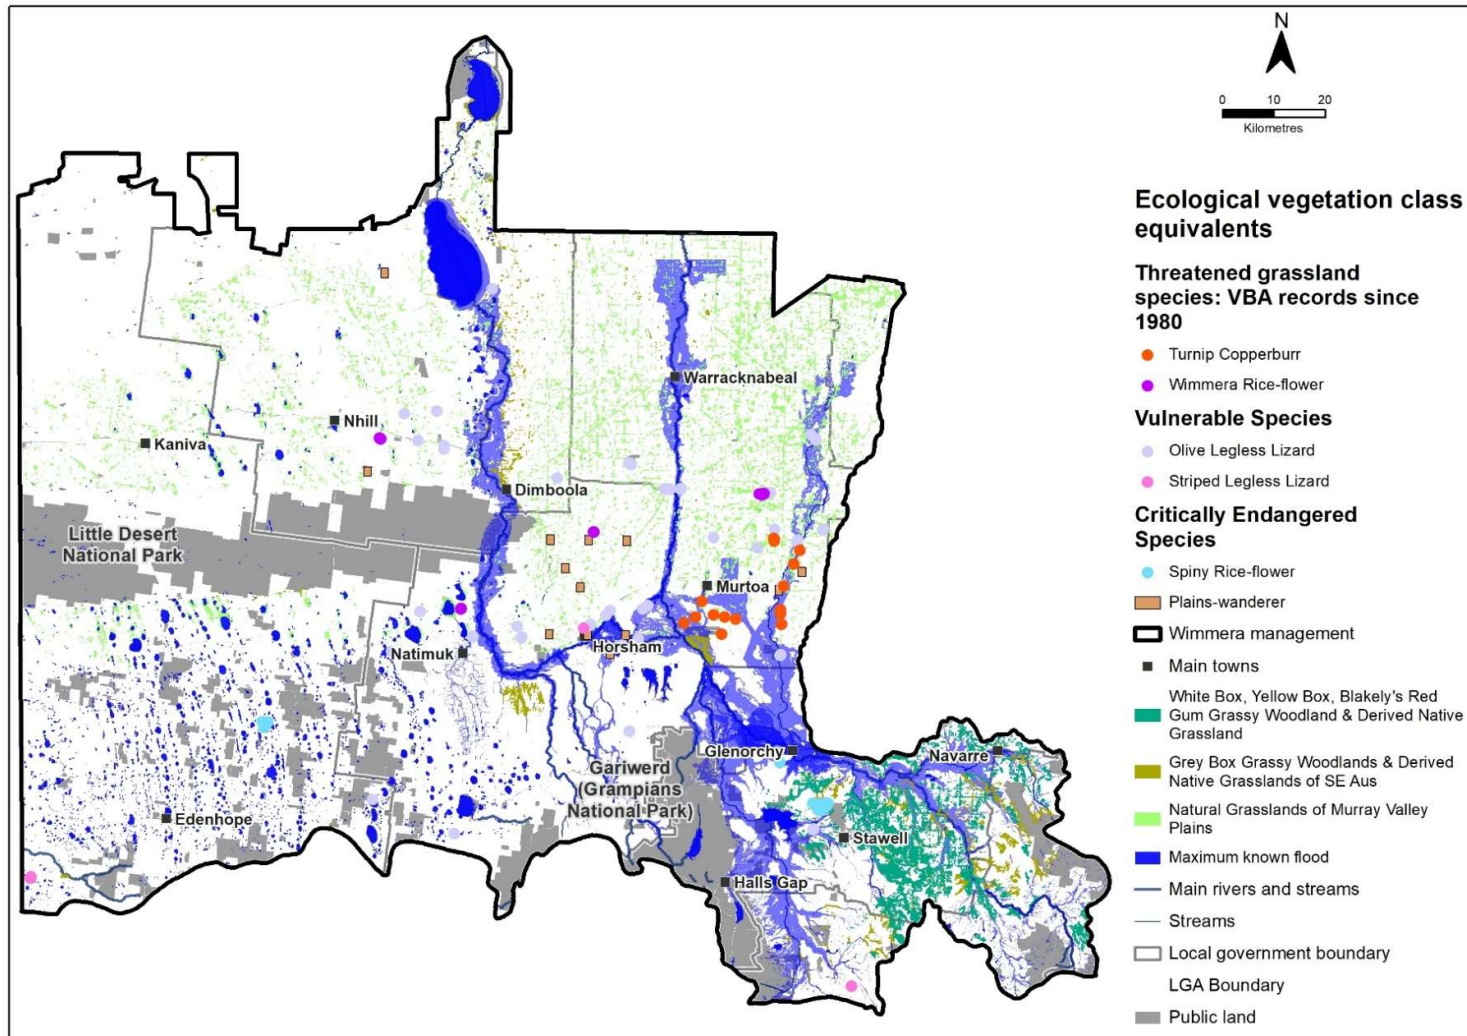 N
0 10 20
Kilometres
Ecological vegetation class
equivalents
Threatened grassland
species: VBA records since
1980
Turnip Copperburr
Wimmera Rice-flower
Vulnerable Species
Olive Legless Lizard
Striped Legless Lizard
Critically Endangered
Species
Spiny Rice-flower
Plains-wanderer
Wimmera management
Main towns
White Box, Yellow Box, Blakely's Red
Gum Grassy Woodland & Derived Native
Grassland
Grey Box Grassy Woodlands & Derived
Native Grasslands of SE Aus
Natural Grasslands of Murray Valley
Plains
Maximum known flood
Main rivers and streams
Streams
Local government boundary
LGA Boundary
Public land
Warracknabeal
Nhill
Kaniva
Dimboola
Little Desert
National Park
Murtoa
Horsham
Natimuk
Glenorchy
Navarre
Gariwerd
(Grampians
National Park)
Edenhope
Stawell
Halls Gap